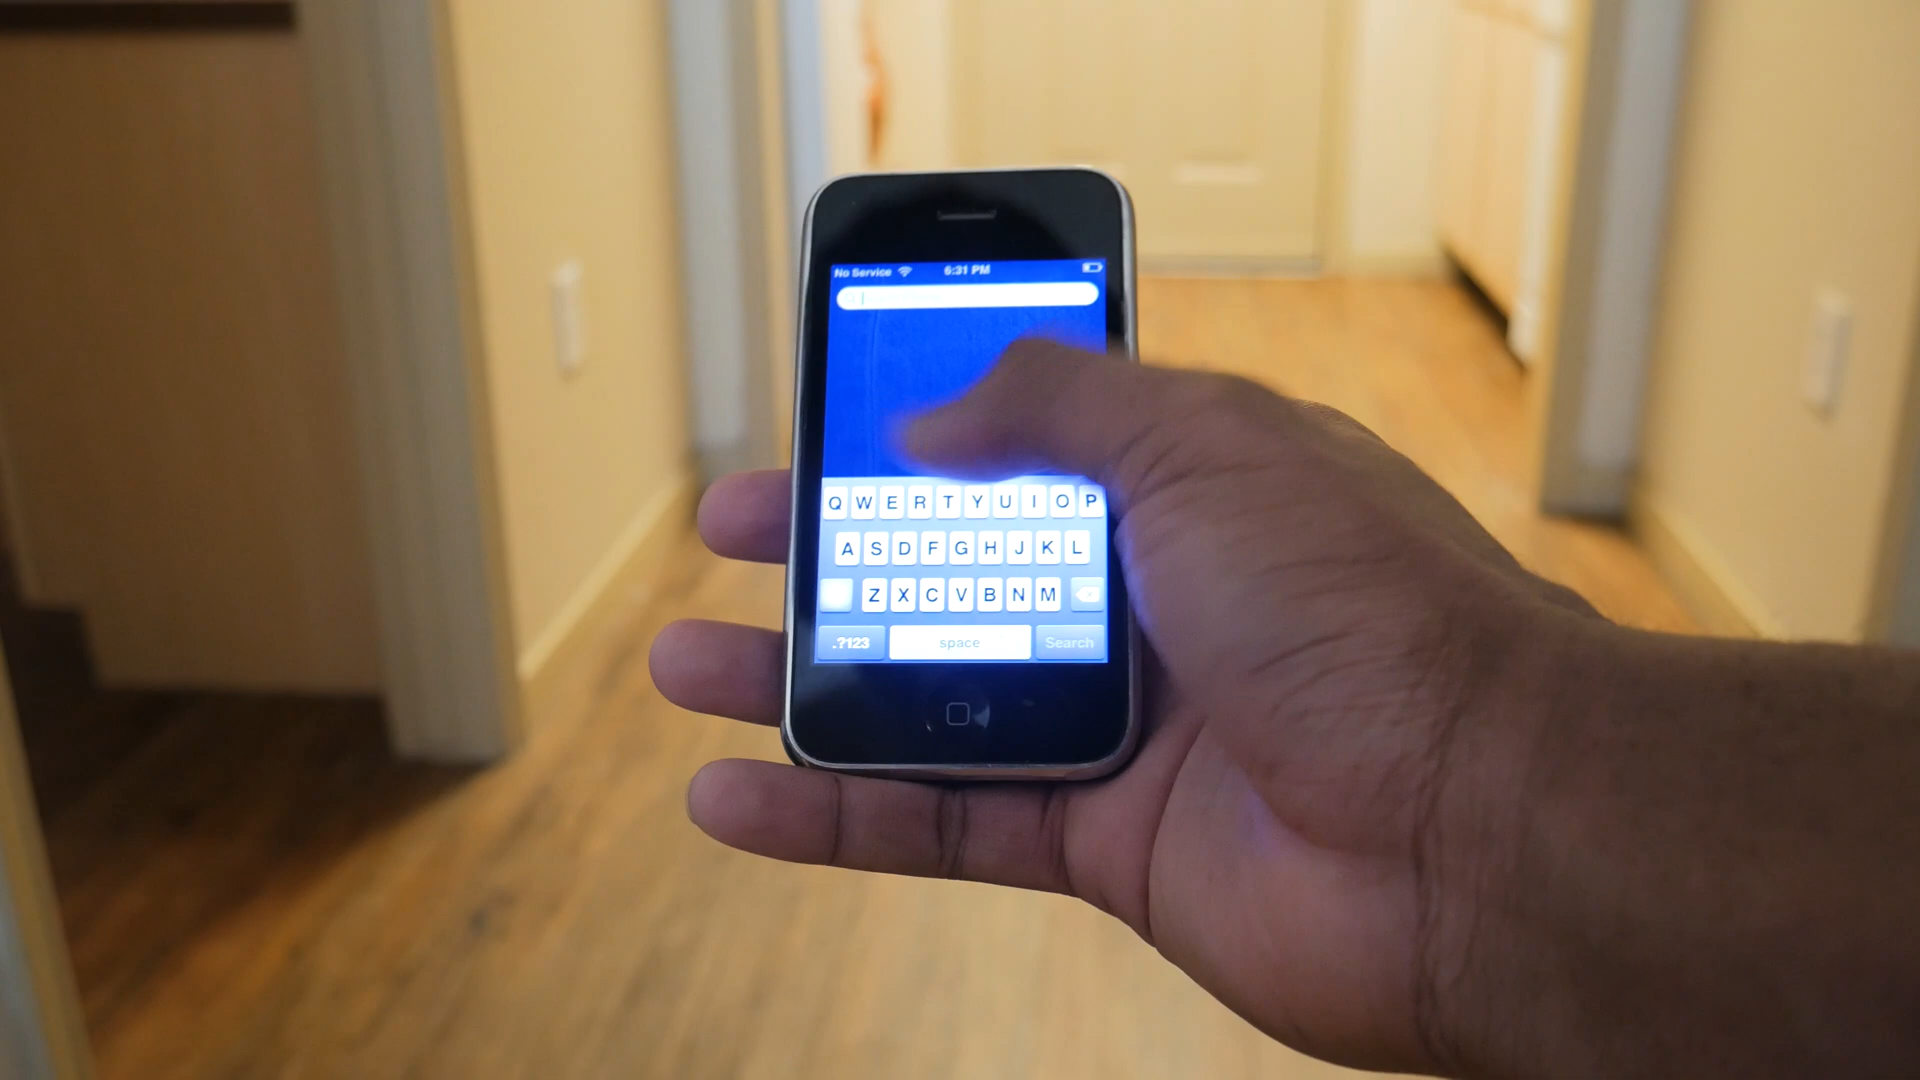 No Service 6:31 PM
Q W E R T Y U I O P
A S D F G H J K L
Z X C V B N M
.?123 space Search